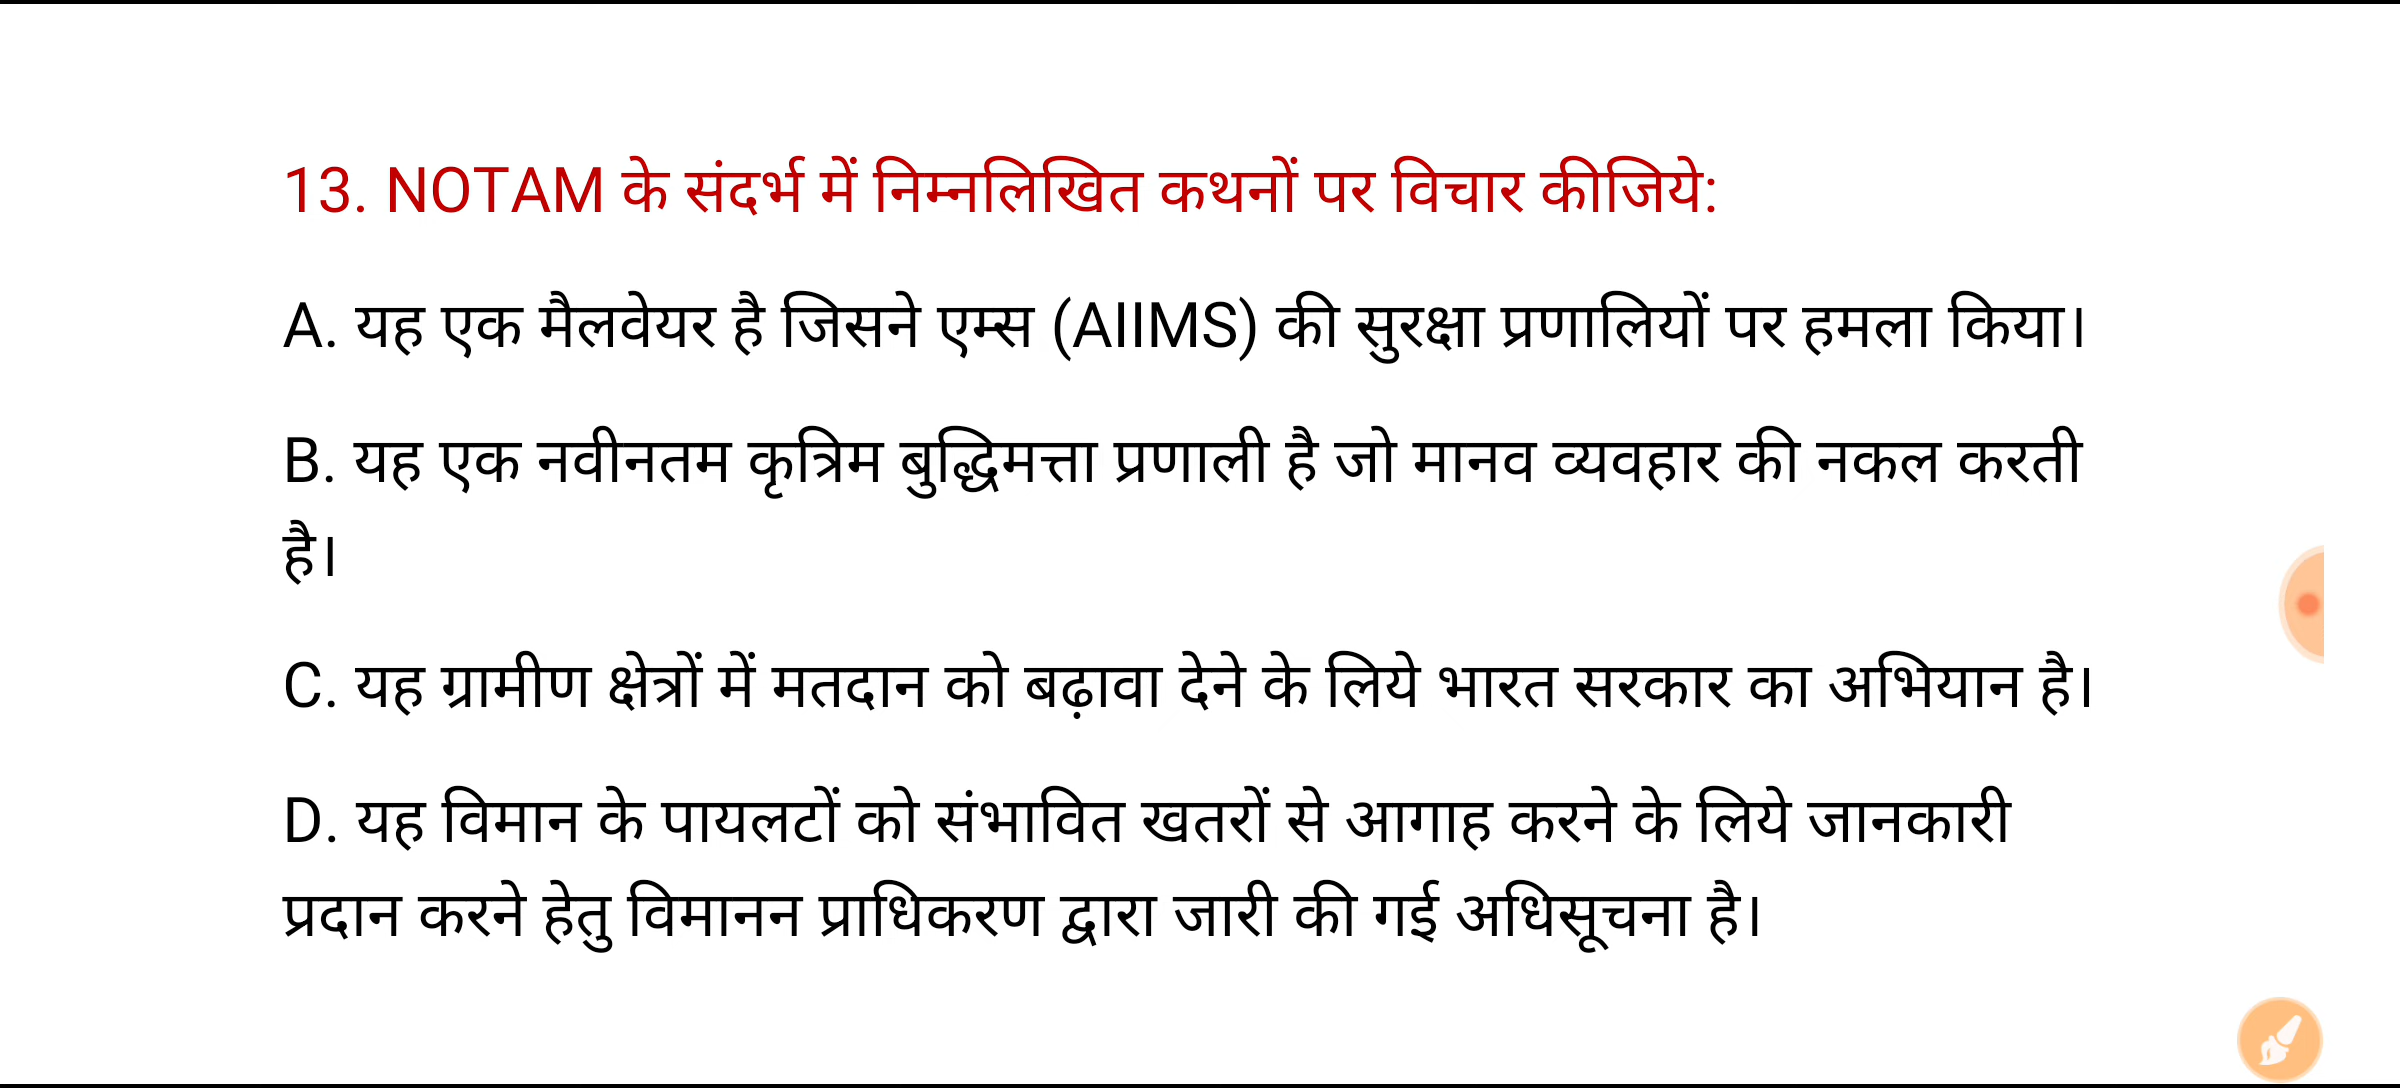 13. NOTAM के संदर्भ में निम्नलिखित कथनों पर विचार कीजिये:
A. यह एक मैलवेयर है जिसने एम्स (AIIMS) की सुरक्षा प्रणालियों पर हमला किया।
B. यह एक नवीनतम कृत्रिम बुद्धिमत्ता प्रणाली है जो मानव व्यवहार की नकल करती
है।
C. यह ग्रामीण क्षेत्रों में मतदान को बढ़ावा देने के लिये भारत सरकार का अभियान है।
D. यह विमान के पायलटों को संभावित खतरों से आगाह करने के लिये जानकारी
प्रदान करने हेतु विमानन प्राधिकरण द्वारा जारी की गई अधिसूचना है।